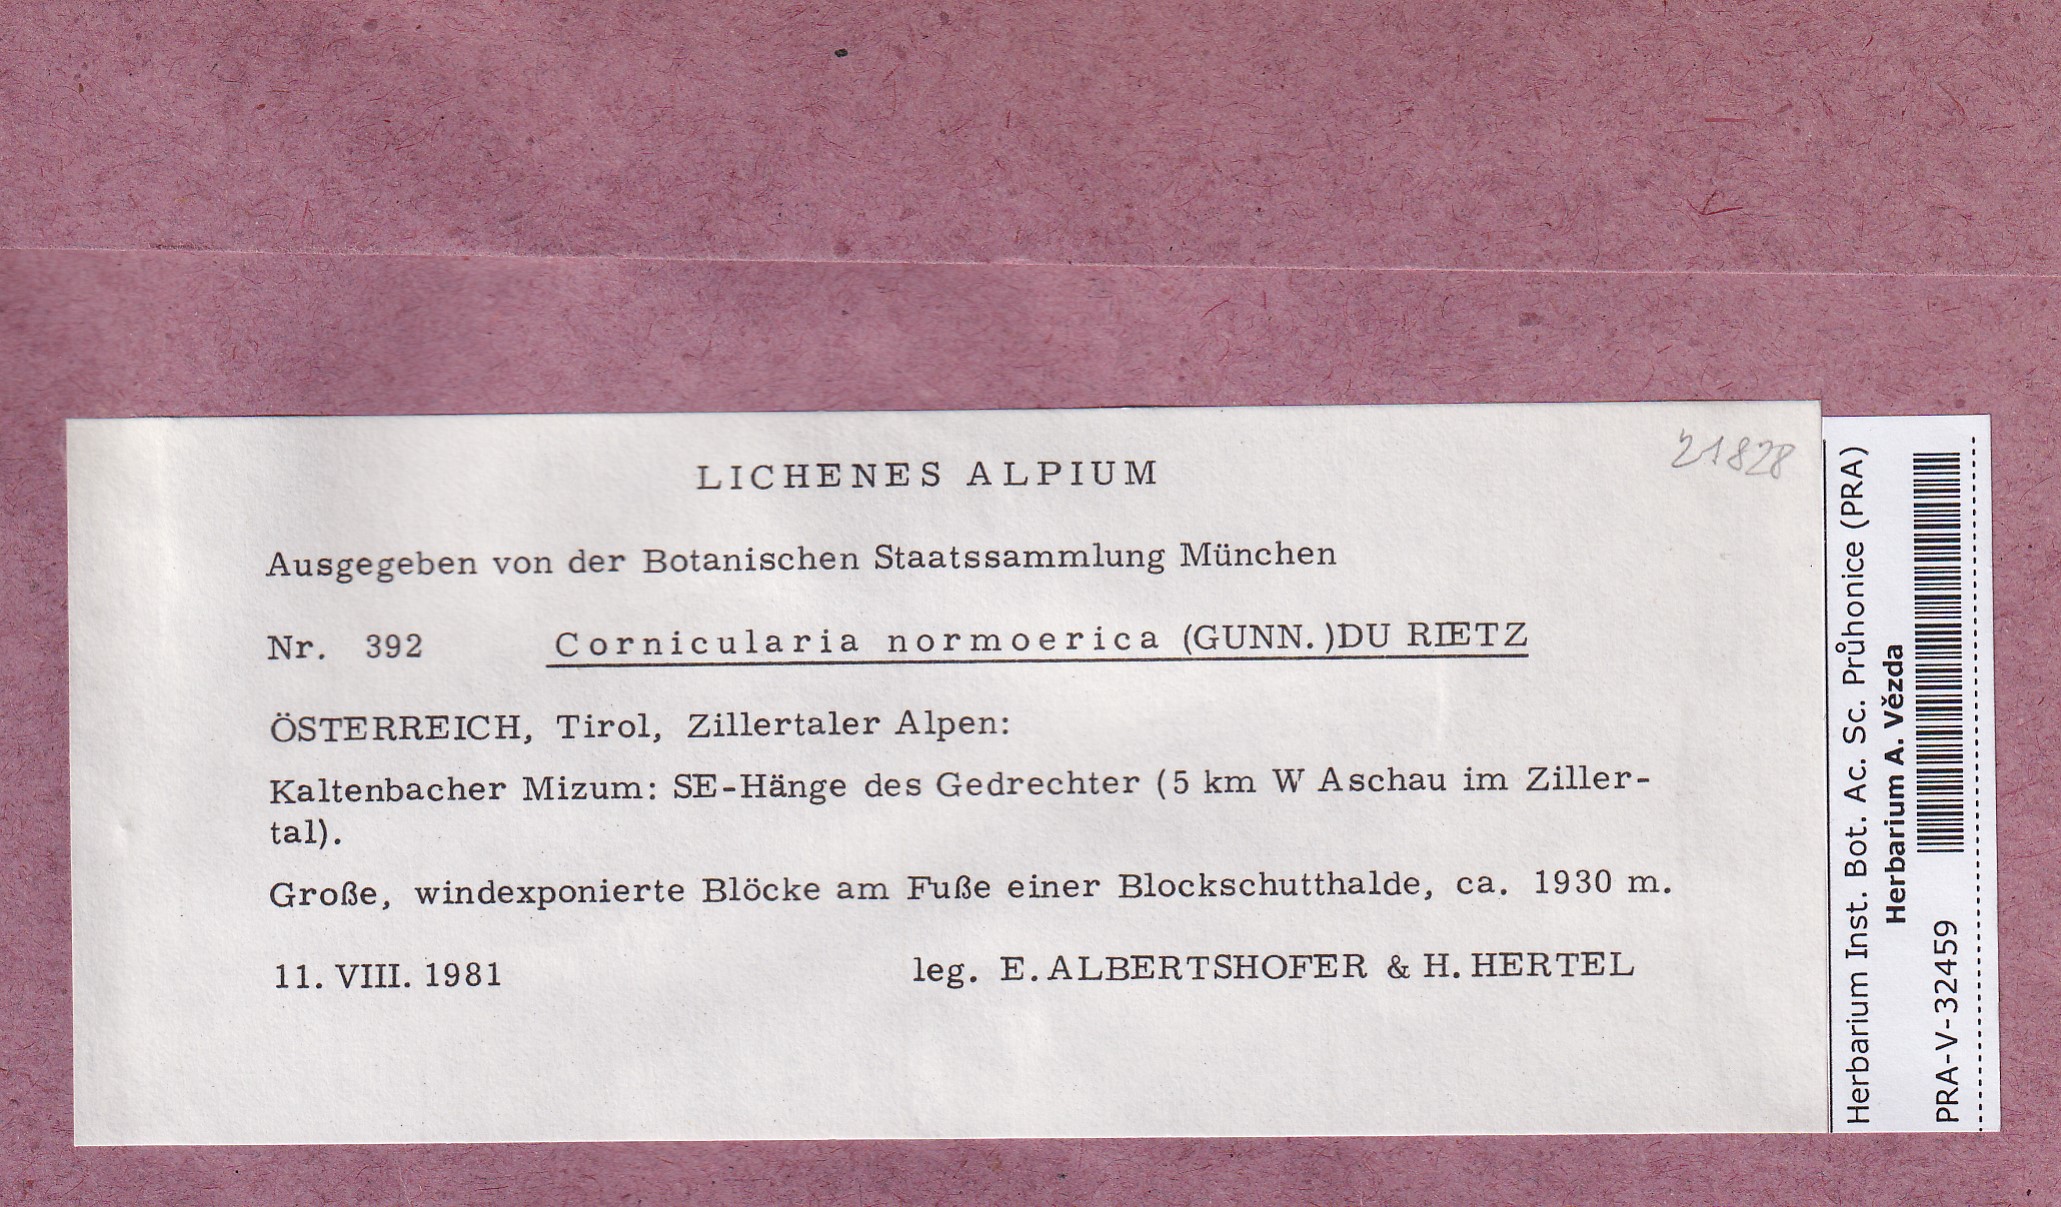 21828
LICHENES ALPIUM
Ausgegeben von der Botanischen Staatssammlung München
Nr. 392 Cornicularia normoerica (GUNN.)DU RIETZ
ÖSTERREICH, Tirol, Zillertaler Alpen:
Kaltenbacher Mizum: SE-Hänge des Gedrechter (5 km W Aschau im Ziller-
tal).
Große, windexponierte Blöcke am Fuße einer Blockschutthalde, ca. 1930 m.
11. VIII. 1981 leg. E. ALBERTSHOFER & H. HERTEL
Herbarium Inst. Bot. Ac. Sc. Průhonice (PRA)
Herbarium A. Vězda
PRA-V-32459